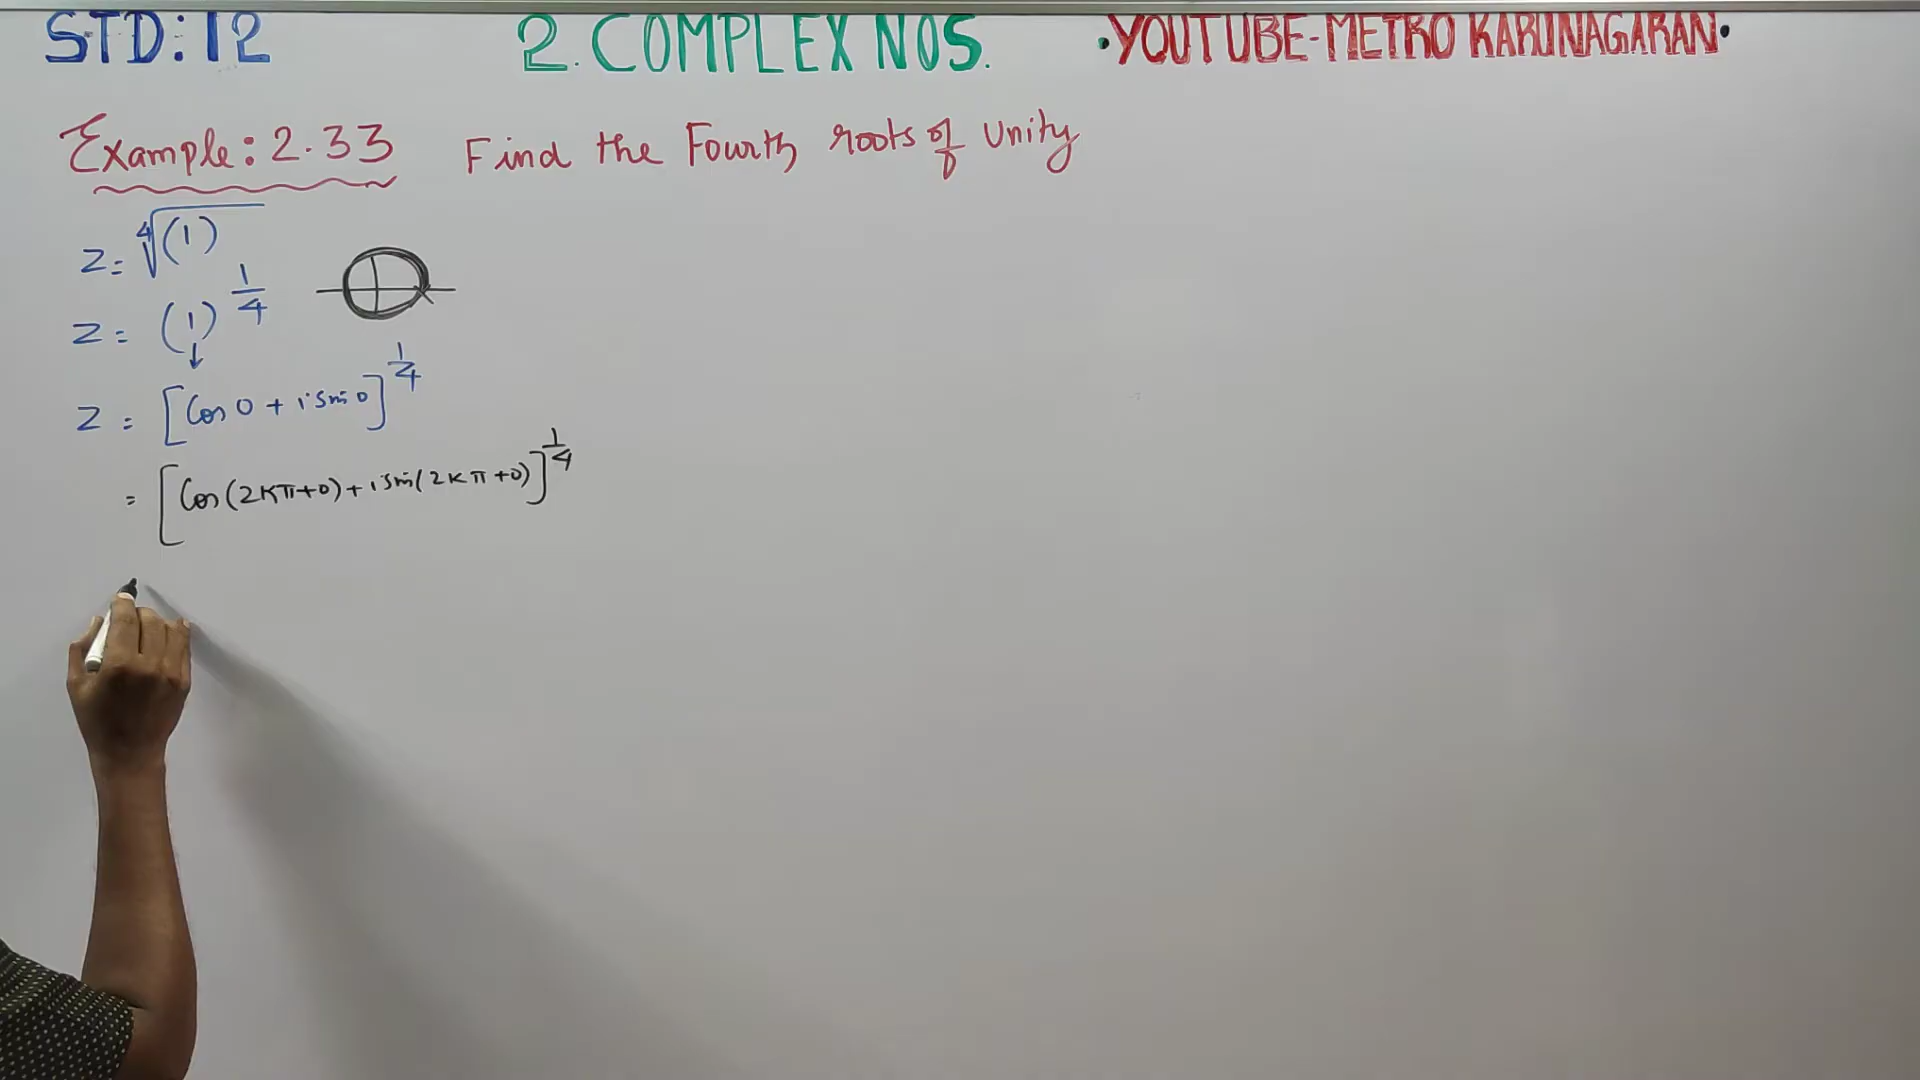 STD: 12
2. COMPLEX NOS.
•YOUTUBE-METRO KARUNAGARAN•
Example: 2.33 Find the Fourth roots of Unity
z = ∜(1)
z = (1)^1/4
z = [Cos 0 + i Sin 0]^1/4
= [Cos(2Kπ+0) + i sin(2Kπ+0)]^1/4